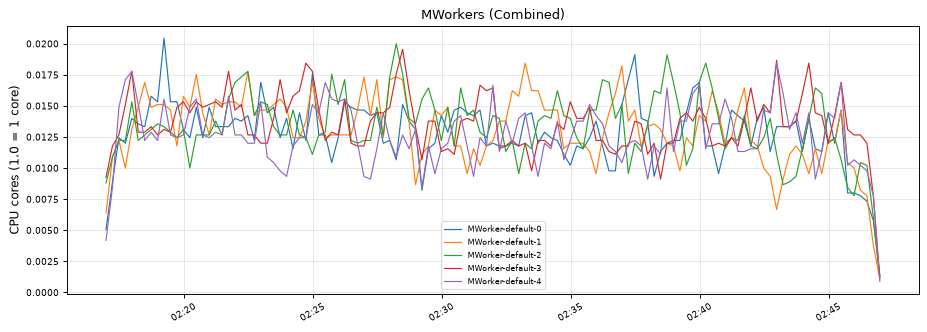 MWorkers (Combined)
CPU cores (1.0 = 1 core)
0.0200
0.0175
0.0150
0.0125
0.0100
0.0075
0.0050
0.0025
0.0000
MWorker-default-0
MWorker-default-1
MWorker-default-2
MWorker-default-3
MWorker-default-4
02:20
02:25
02:30
02:35
02:40
02:45